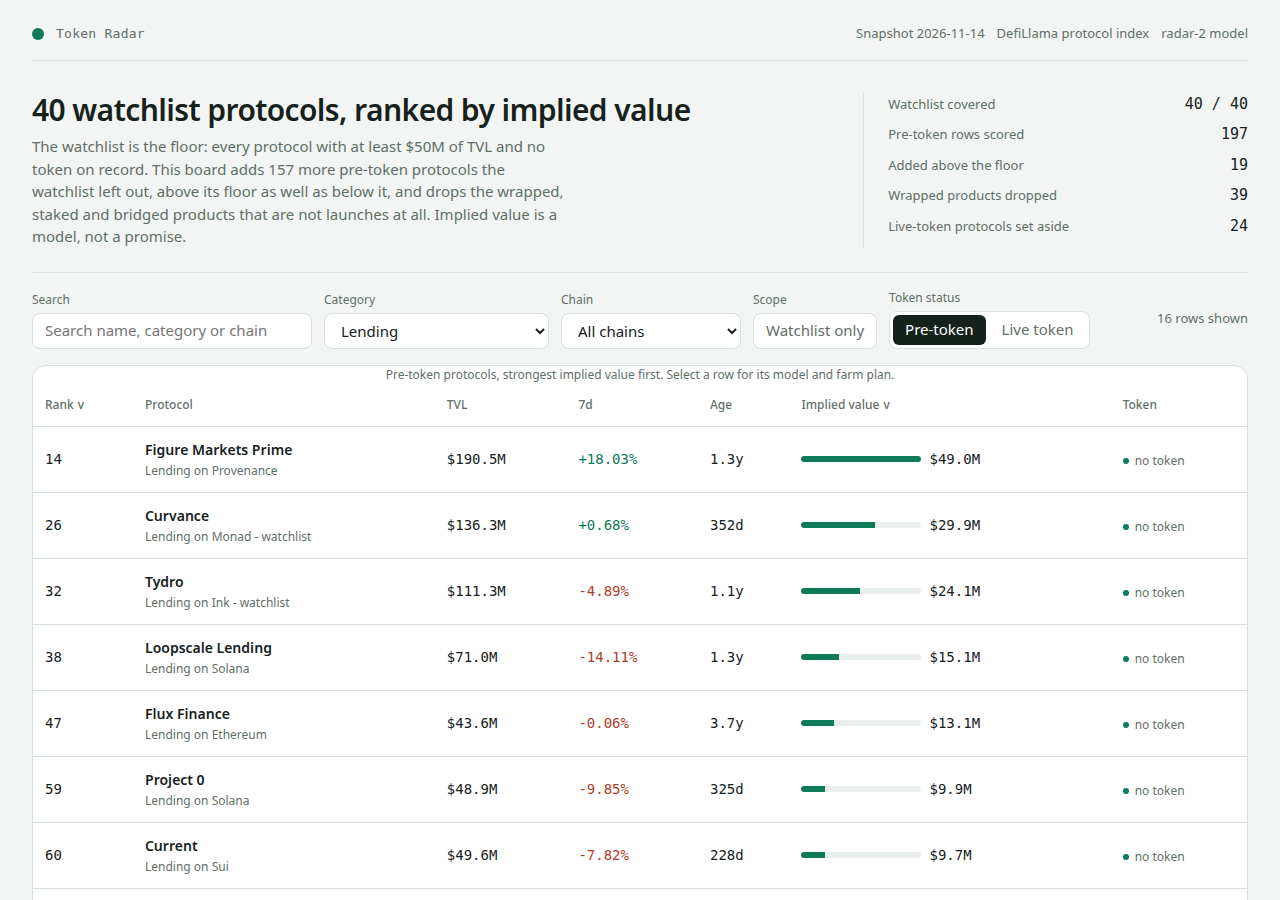 Token Radar
Snapshot 2026-11-14 DefiLlama protocol index radar-2 model
40 watchlist protocols, ranked by implied value
The watchlist is the floor: every protocol with at least $50M of TVL and no
token on record. This board adds 157 more pre-token protocols the
watchlist left out, above its floor as well as below it, and drops the wrapped,
staked and bridged products that are not launches at all. Implied value is a
model, not a promise.
Watchlist covered 40 / 40
Pre-token rows scored 197
Added above the floor 19
Wrapped products dropped 39
Live-token protocols set aside 24
Search Category Chain Scope Token status
Search name, category or chain Lending All chains Watchlist only Pre-token Live token 16 rows shown
Pre-token protocols, strongest implied value first. Select a row for its model and farm plan.
Rank v Protocol TVL 7d Age Implied value v Token
14 Figure Markets Prime $190.5M +18.03% 1.3y $49.0M no token
Lending on Provenance
26 Curvance $136.3M +0.68% 352d $29.9M no token
Lending on Monad - watchlist
32 Tydro $111.3M -4.89% 1.1y $24.1M no token
Lending on Ink - watchlist
38 Loopscale Lending $71.0M -14.11% 1.3y $15.1M no token
Lending on Solana
47 Flux Finance $43.6M -0.06% 3.7y $13.1M no token
Lending on Ethereum
59 Project 0 $48.9M -9.85% 325d $9.9M no token
Lending on Solana
60 Current $49.6M -7.82% 228d $9.7M no token
Lending on Sui